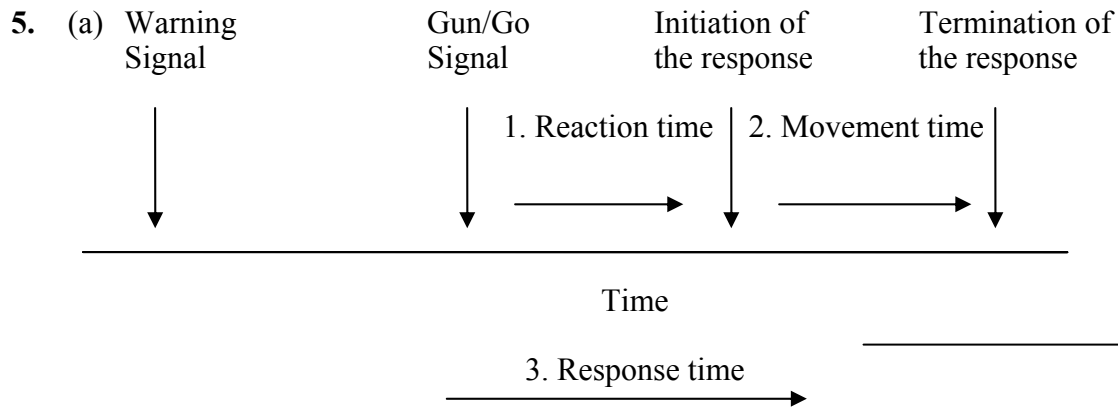 5. (a) Warning Gun/Go Initiation of Termination of
Signal Signal the response the response
1. Reaction time 2. Movement time
Time
3. Response time